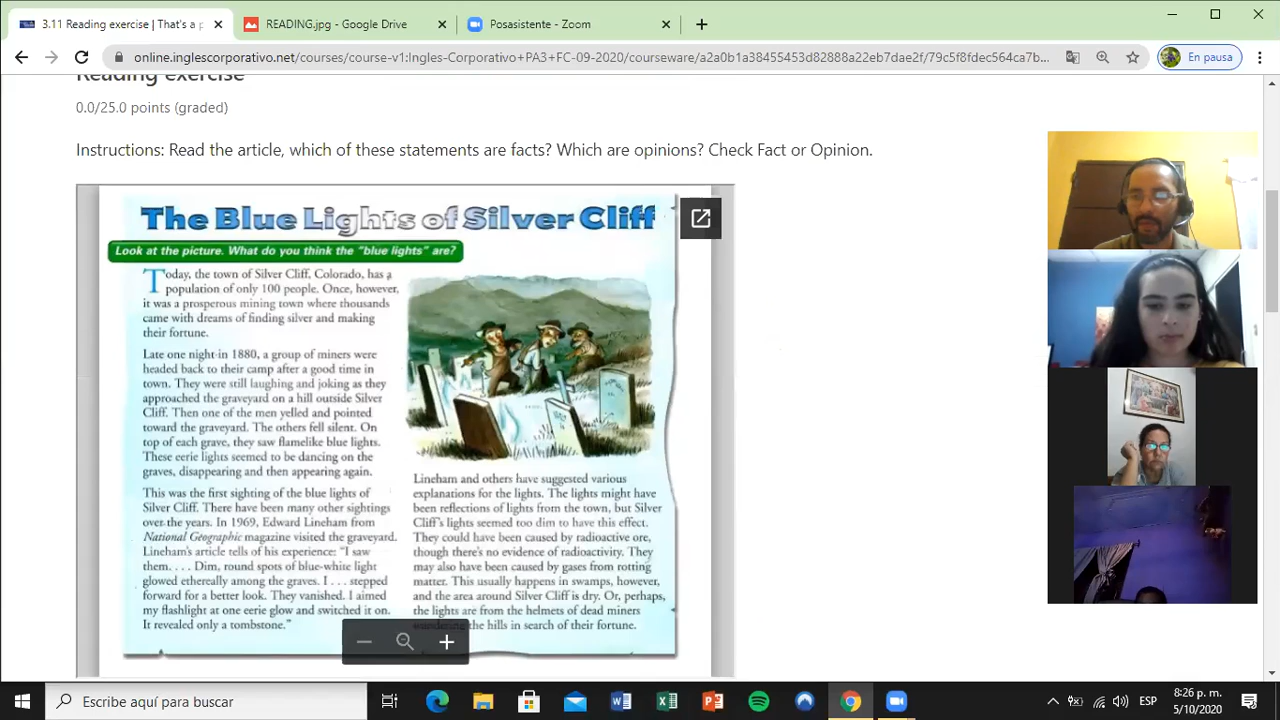 3.11 Reading exercise | That's a p
READING.jpg - Google Drive
Posasistente - Zoom
online.inglescorporativo.net/courses/course-v1:Ingles-Corporativo+PA3+FC-09-2020/courseware/a2a0b1a38455453d82888a22eb7dae2f/79c5f8fdec564ca7b...
En pausa
Reading exercise
0.0/25.0 points (graded)
Instructions: Read the article, which of these statements are facts? Which are opinions? Check Fact or Opinion.
The Blue Lights of Silver Cliff
Look at the picture. What do you think the "blue lights" are?
Today, the town of Silver Cliff, Colorado, has a
population of only 100 people. Once, however,
it was a prosperous mining town where thousands
came with dreams of finding silver and making
their fortune.
Late one night in 1880, a group of miners were
headed back to their camp after a good time in
town. They were still laughing and joking as they
approached the graveyard on a hill outside Silver
Cliff. Then one of the men yelled and pointed
toward the graveyard. The others fell silent. On
top of each grave, they saw flamelike blue lights.
These eerie lights seemed to be dancing on the
graves, disappearing and then appearing again.
This was the first sighting of the blue lights of
Silver Cliff. There have been many other sightings
over the years. In 1969, Edward Lineham from
National Geographic magazine visited the graveyard.
Lineham's article tells of his experience: "I saw
them. . . . Dim, round spots of blue-white light
glowed ethereally among the graves. I . . . stepped
forward for a better look. They vanished. I aimed
my flashlight at one eerie glow and switched it on.
It revealed only a tombstone."
Lineham and others have suggested various
explanations for the lights. The lights might have
been reflections of lights from the town, but Silver
Cliff's lights seemed too dim to have this effect.
They could have been caused by radioactive ore,
though there's no evidence of radioactivity. They
may also have been caused by gases from rotting
matter. This usually happens in swamps, however,
and the area around Silver Cliff is dry. Or, perhaps,
the lights are from the helmets of dead miners
wandering the hills in search of their fortune.
Escribe aquí para buscar
ESP
8:26 p. m.
5/10/2020